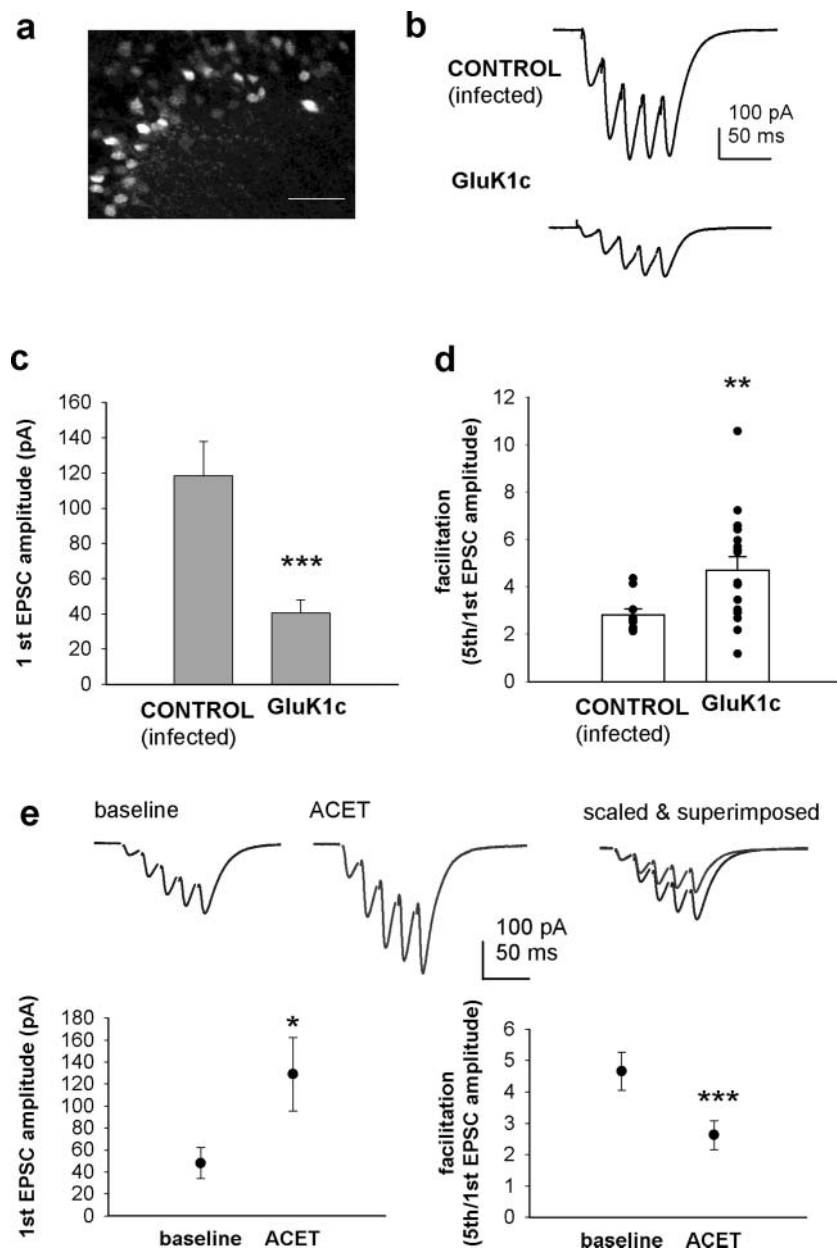 a
b
CONTROL
(infected)
100 pA
50 ms
GluK1c
c
1 st EPSC amplitude (pA)
160
140
120
100
80
60
40
20
0
***
CONTROL
(infected)
GluK1c
d
facilitation
(5th/1st EPSC amplitude)
12
10
8
6
4
2
0
**
CONTROL
(infected)
GluK1c
e
baseline
ACET
scaled & superimposed
100 pA
50 ms
1st EPSC amplitude (pA)
180
160
140
120
100
80
60
40
20
0
*
baseline
ACET
facilitation
(5th/1st EPSC amplitude)
6
5
4
3
2
1
0
***
baseline
ACET